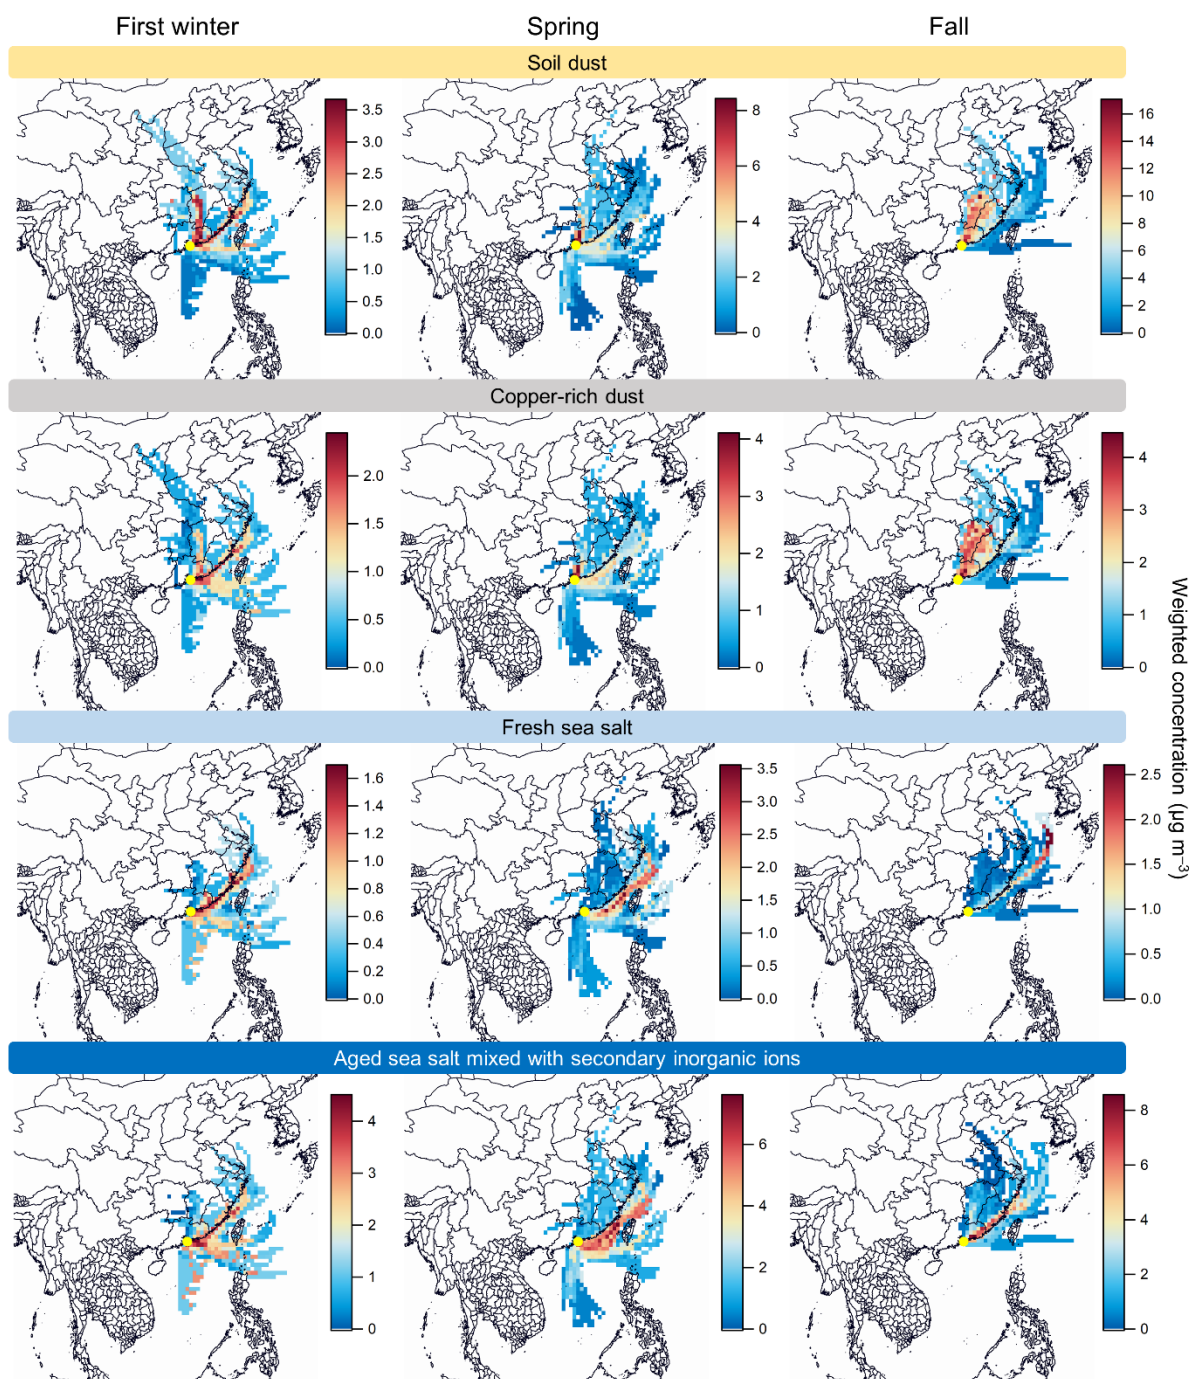 First winter Spring Fall
Soil dust
3.5 3.0 2.5 2.0 1.5 1.0 0.5 0.0
8 6 4 2 0
16 14 12 10 8 6 4 2 0
Copper-rich dust
2.0 1.5 1.0 0.5 0.0
4 3 2 1 0
4 3 2 1 0
Weighted concentration (µg m⁻³)
Fresh sea salt
1.6 1.4 1.2 1.0 0.8 0.6 0.4 0.2 0.0
3.5 3.0 2.5 2.0 1.5 1.0 0.5 0.0
2.5 2.0 1.5 1.0 0.5 0.0
Aged sea salt mixed with secondary inorganic ions
4 3 2 1 0
6 4 2 0
8 6 4 2 0